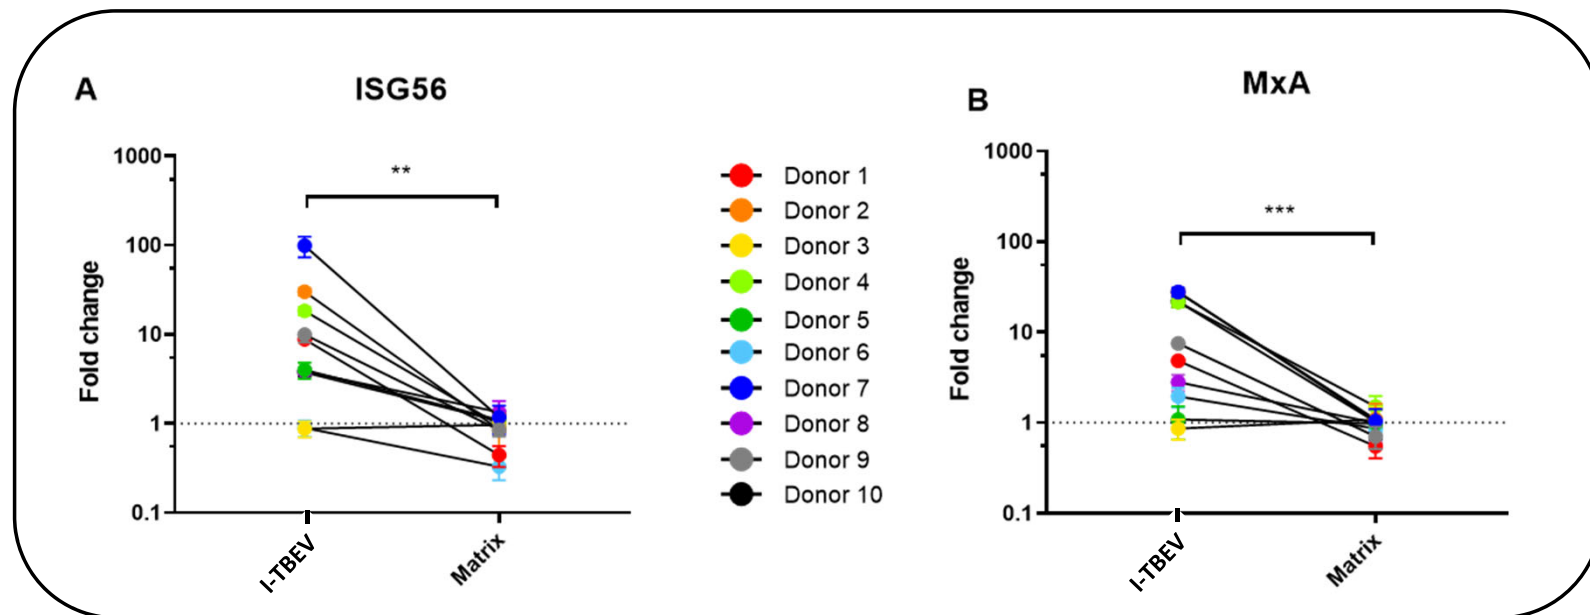 A
ISG56
1000
100
10
1
0.1
Fold change
**
I-TBEV
Matrix
Donor 1
Donor 2
Donor 3
Donor 4
Donor 5
Donor 6
Donor 7
Donor 8
Donor 9
Donor 10
B
MxA
1000
100
10
1
0.1
Fold change
***
I-TBEV
Matrix